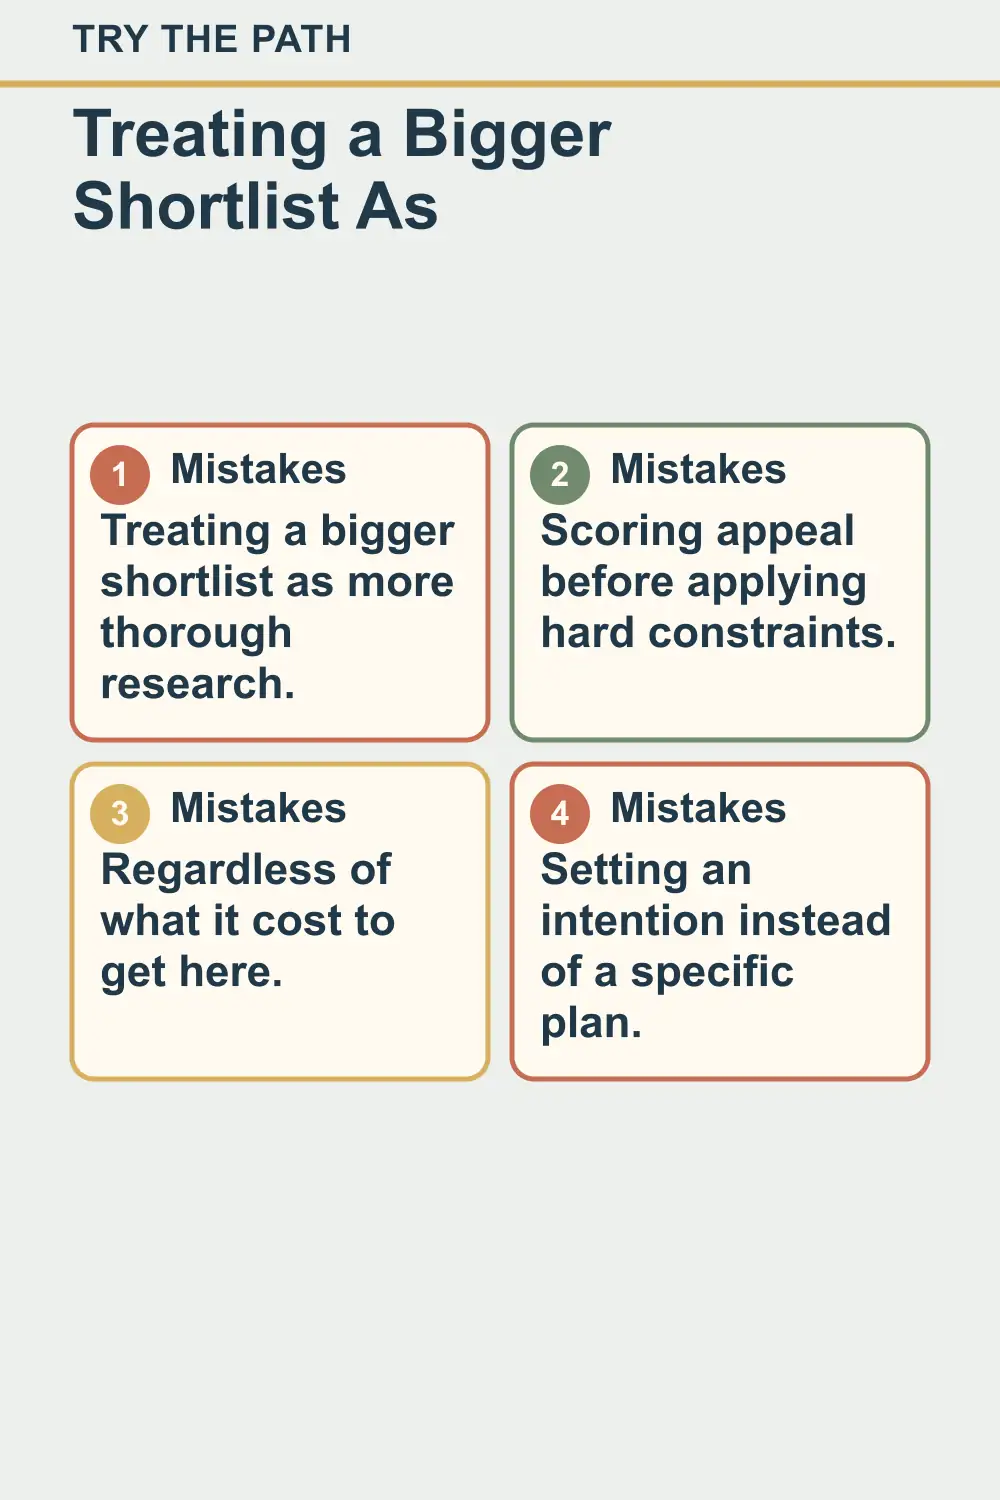 TRY THE PATH
Treating a Bigger
Shortlist As
1 Mistakes
Treating a bigger
shortlist as more
thorough
research.
2 Mistakes
Scoring appeal
before applying
hard constraints.
3 Mistakes
Regardless of
what it cost to
get here.
4 Mistakes
Setting an
intention instead
of a specific
plan.